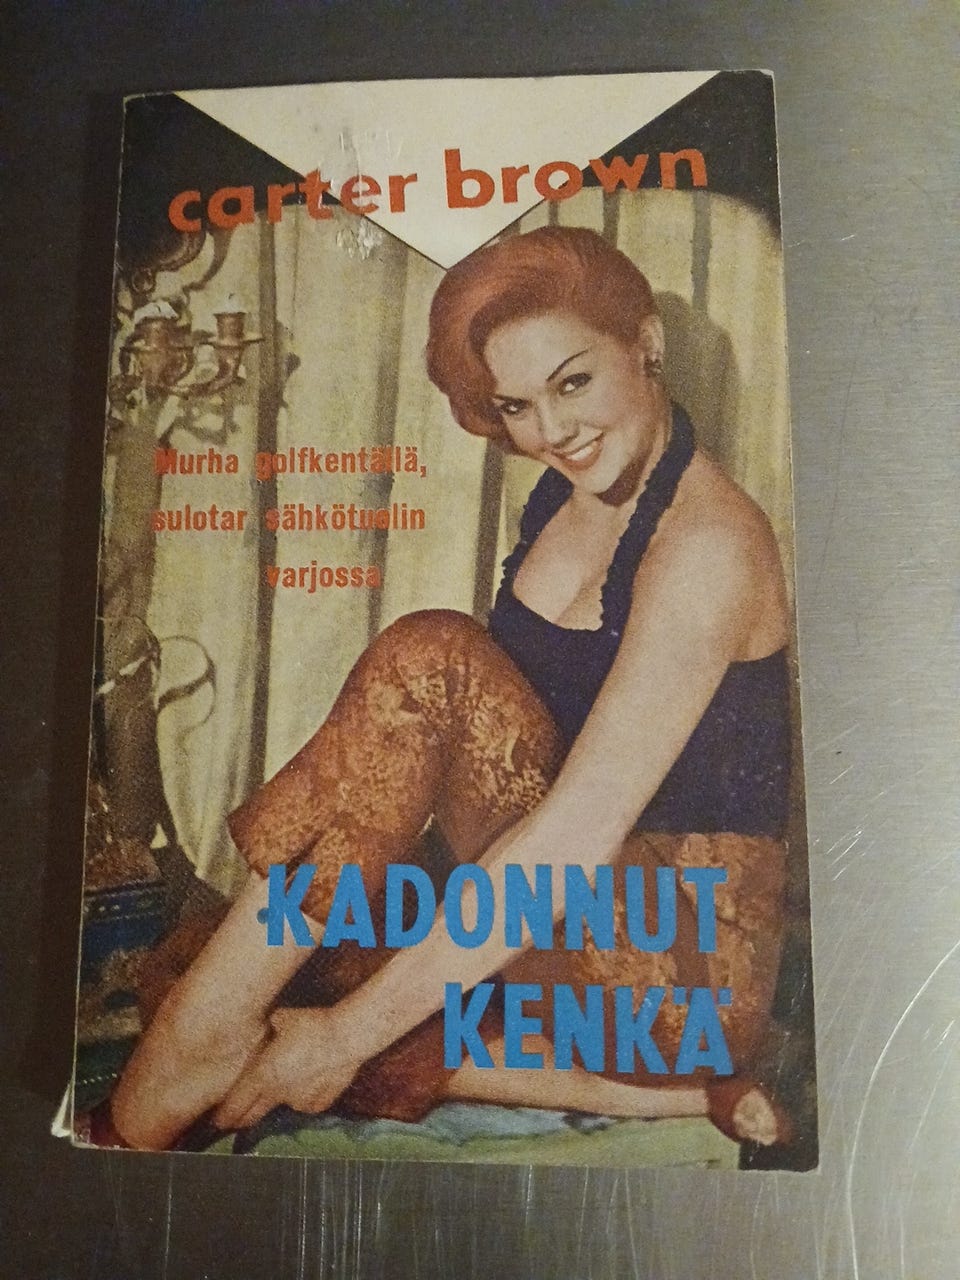 carter brown
Murha golfkentällä,
sulotar sähkötuolin
varjossa
KADONNUT
KENKÄ